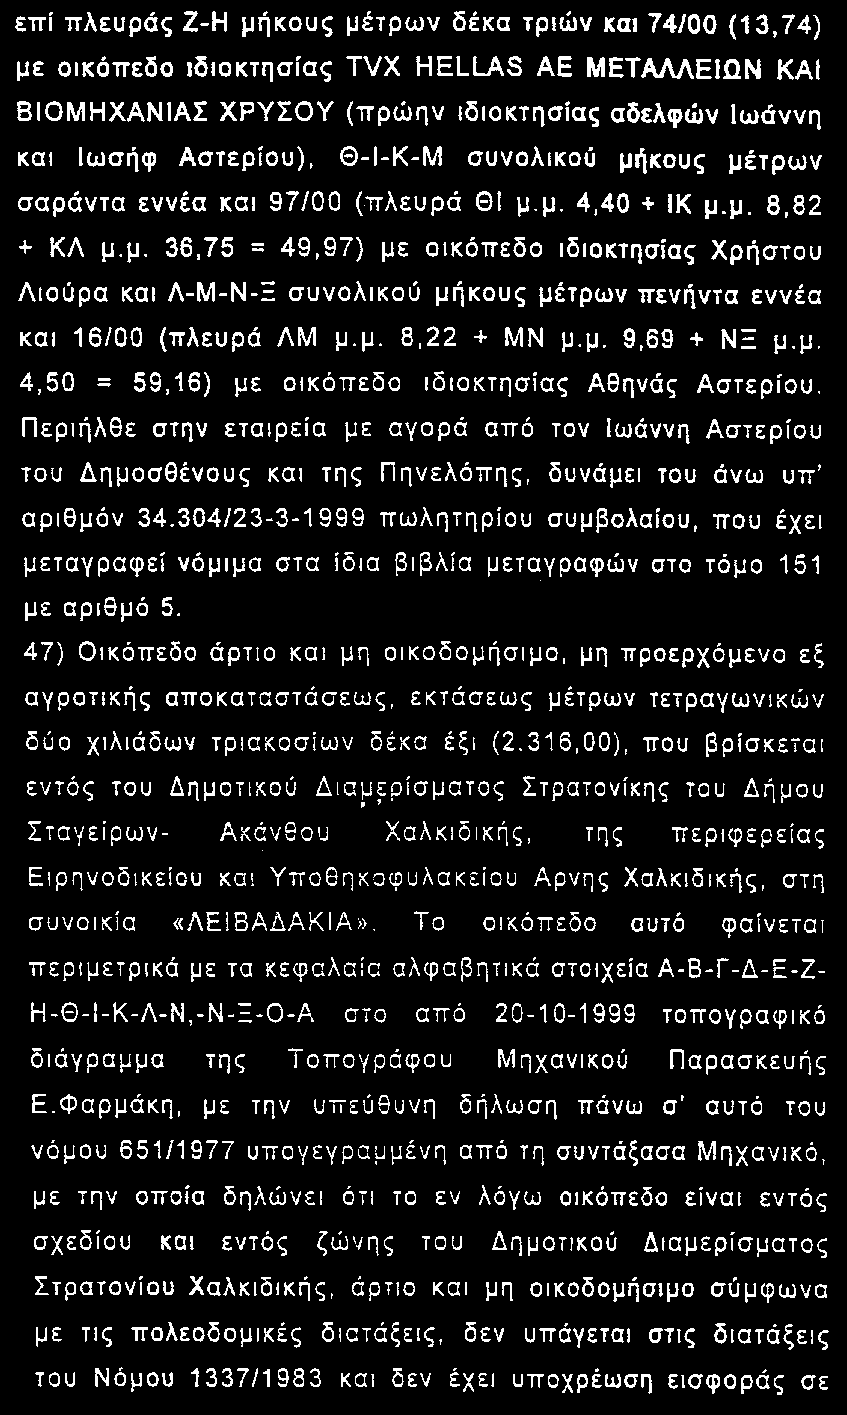 επί πλευράς Ζ-Η μήκους μέτρων δέκα τριών και 74/00 (13,74)
με οικόπεδο ιδιοκτησίας TVX HELLAS ΑΕ ΜΕΤΑΛΛΕΙΩΝ ΚΑΙ
ΒΙΟΜΗΧΑΝΙΑΣ ΧΡΥΣΟΥ (πρώην ιδιοκτησίας αδελφών Ιωάννη
και Ιωσήφ Αστερίου), Θ-Ι-Κ-Μ συνολικού μήκους μέτρων
σαράντα εννέα και 97/00 (πλευρά ΘΙ μ.μ. 4,40 + ΙΚ μ.μ. 8,82
+ ΚΛ μ.μ. 36,75 = 49,97) με οικόπεδο ιδιοκτησίας Χρήστου
Λιούρα και Λ-Μ-Ν-Ξ συνολικού μήκους μέτρων πενήντα εννέα
και 16/00 (πλευρά ΛΜ μ.μ. 8,22 + ΜΝ μ.μ. 9,69 + ΝΞ μ.μ.
4,50 = 59,16) με οικόπεδο ιδιοκτησίας Αθηνάς Αστερίου.
Περιήλθε στην εταιρεία με αγορά από τον Ιωάννη Αστερίου
του Δημοσθένους και της Πηνελόπης, δυνάμει του άνω υπ'
αριθμόν 34.304/23-3-1999 πωλητηρίου συμβολαίου, που έχει
μεταγραφεί νόμιμα στα ίδια βιβλία μεταγραφών στο τόμο 151
με αριθμό 5.
47) Οικόπεδο άρτιο και μη οικοδομήσιμο, μη προερχόμενο εξ
αγροτικής αποκαταστάσεως, εκτάσεως μέτρων τετραγωνικών
δύο χιλιάδων τριακοσίων δέκα έξι (2.316,00), που βρίσκεται
εντός του Δημοτικού Διαμερίσματος Στρατονίκης του Δήμου
Σταγείρων- Ακάνθου Χαλκιδικής, της περιφερείας
Ειρηνοδικείου και Υποθηκοφυλακείου Αρνης Χαλκιδικής, στη
συνοικία «ΛΕΙΒΑΔΑΚΙΑ». Το οικόπεδο αυτό φαίνεται
περιμετρικά με τα κεφαλαία αλφαβητικά στοιχεία Α-Β-Γ-Δ-Ε-Ζ-
Η-Θ-Ι-Κ-Λ-Ν,-Ν-Ξ-Ο-Α στο από 20-10-1999 τοπογραφικό
διάγραμμα της Τοπογράφου Μηχανικού Παρασκευής
Ε.Φαρμάκη, με την υπεύθυνη δήλωση πάνω σ' αυτό του
νόμου 651/1977 υπογεγραμμένη από τη συντάξασα Μηχανικό,
με την οποία δηλώνει ότι το εν λόγω οικόπεδο είναι εντός
σχεδίου και εντός ζώνης του Δημοτικού Διαμερίσματος
Στρατονίου Χαλκιδικής, άρτιο και μη οικοδομήσιμο σύμφωνα
με τις πολεοδομικές διατάξεις, δεν υπάγεται στις διατάξεις
του Νόμου 1337/1983 και δεν έχει υποχρέωση εισφοράς σε